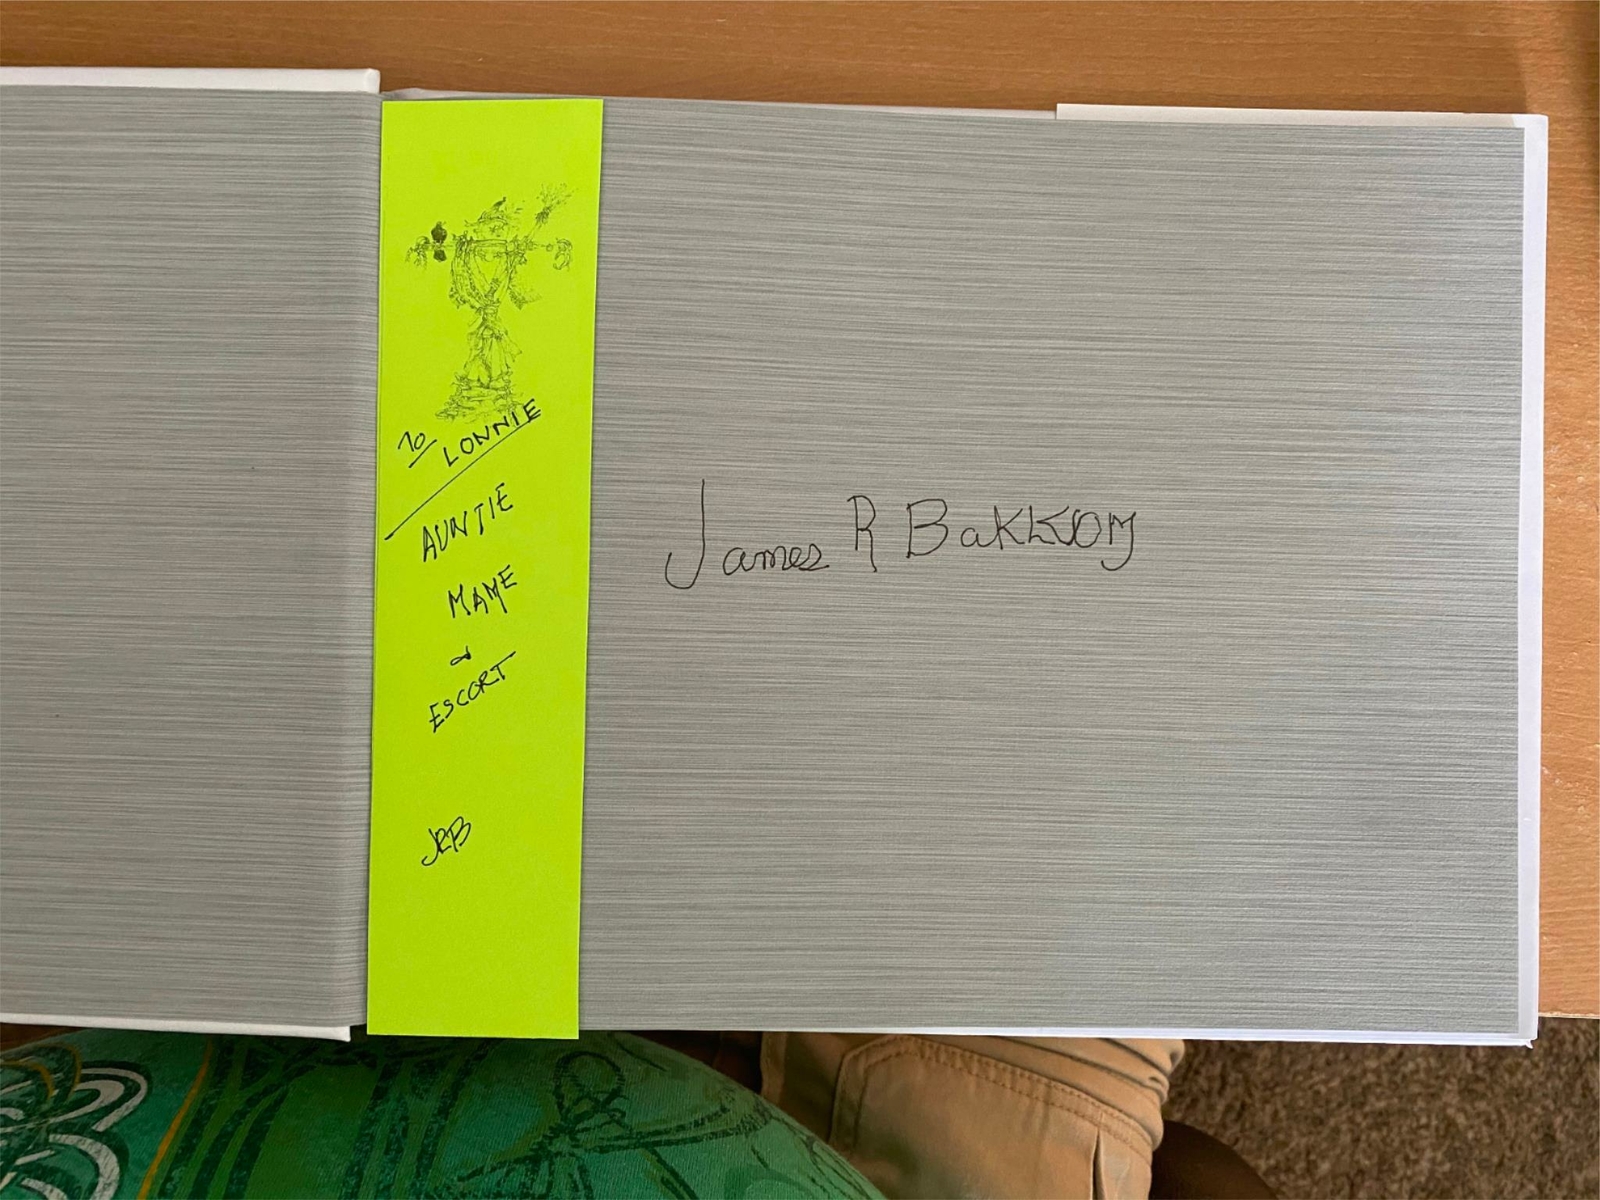 To
LONNIE
AUNTIE
MAME
&
ESCORT
JRB
James R Bakkom